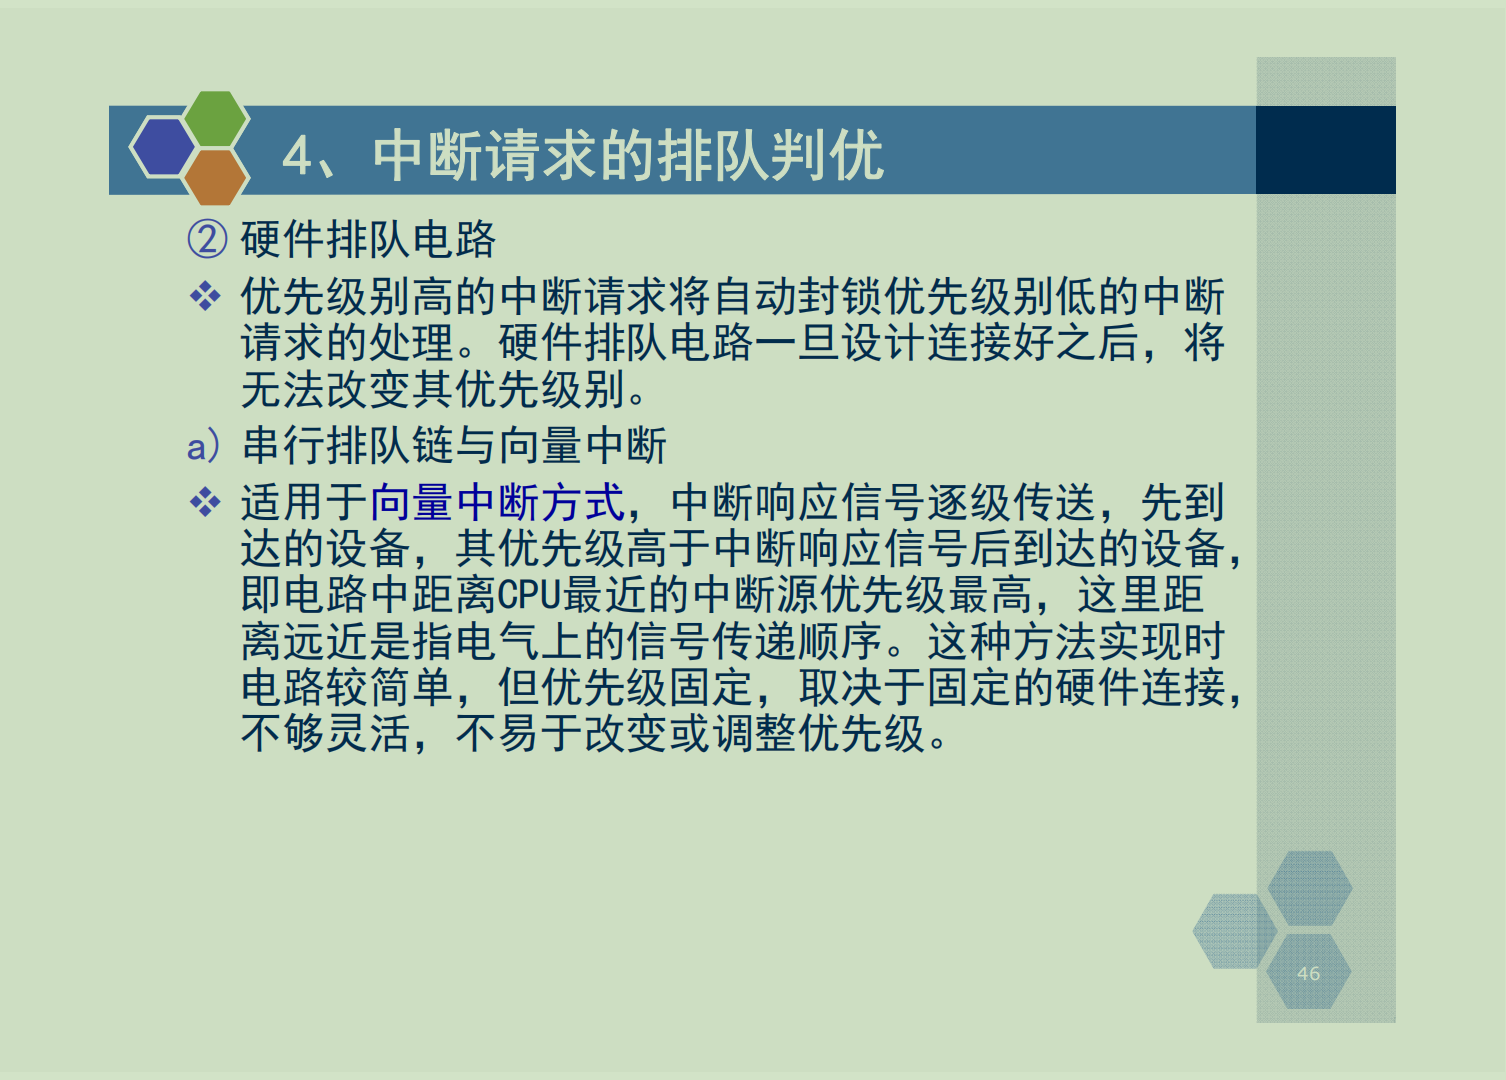 4、中断请求的排队判优
② 硬件排队电路
❖ 优先级别高的中断请求将自动封锁优先级别低的中断
请求的处理。硬件排队电路一旦设计连接好之后，将
无法改变其优先级别。
a）串行排队链与向量中断
❖ 适用于向量中断方式，中断响应信号逐级传送，先到
达的设备，其优先级高于中断响应信号后到达的设备，
即电路中距离CPU最近的中断源优先级最高，这里距
离远近是指电气上的信号传递顺序。这种方法实现时
电路较简单，但优先级固定，取决于固定的硬件连接，
不够灵活，不易于改变或调整优先级。
46